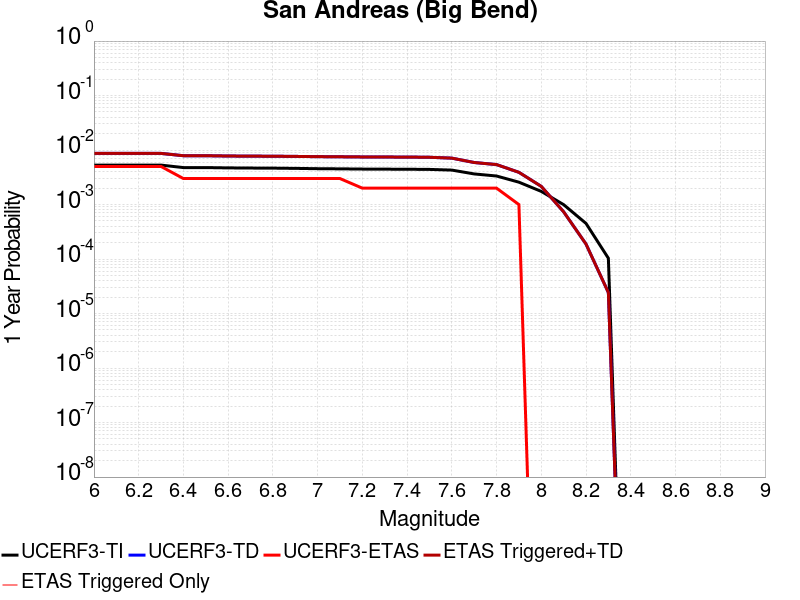 San Andreas (Big Bend)
10 0
10 -1
10 -2
10 -3
10 -4
10 -5
10 -6
10 -7
10 -8
1 Year Probability
6 6.2 6.4 6.6 6.8 7 7.2 7.4 7.6 7.8 8 8.2 8.4 8.6 8.8 9
Magnitude
UCERF3-TI UCERF3-TD UCERF3-ETAS ETAS Triggered+TD
ETAS Triggered Only